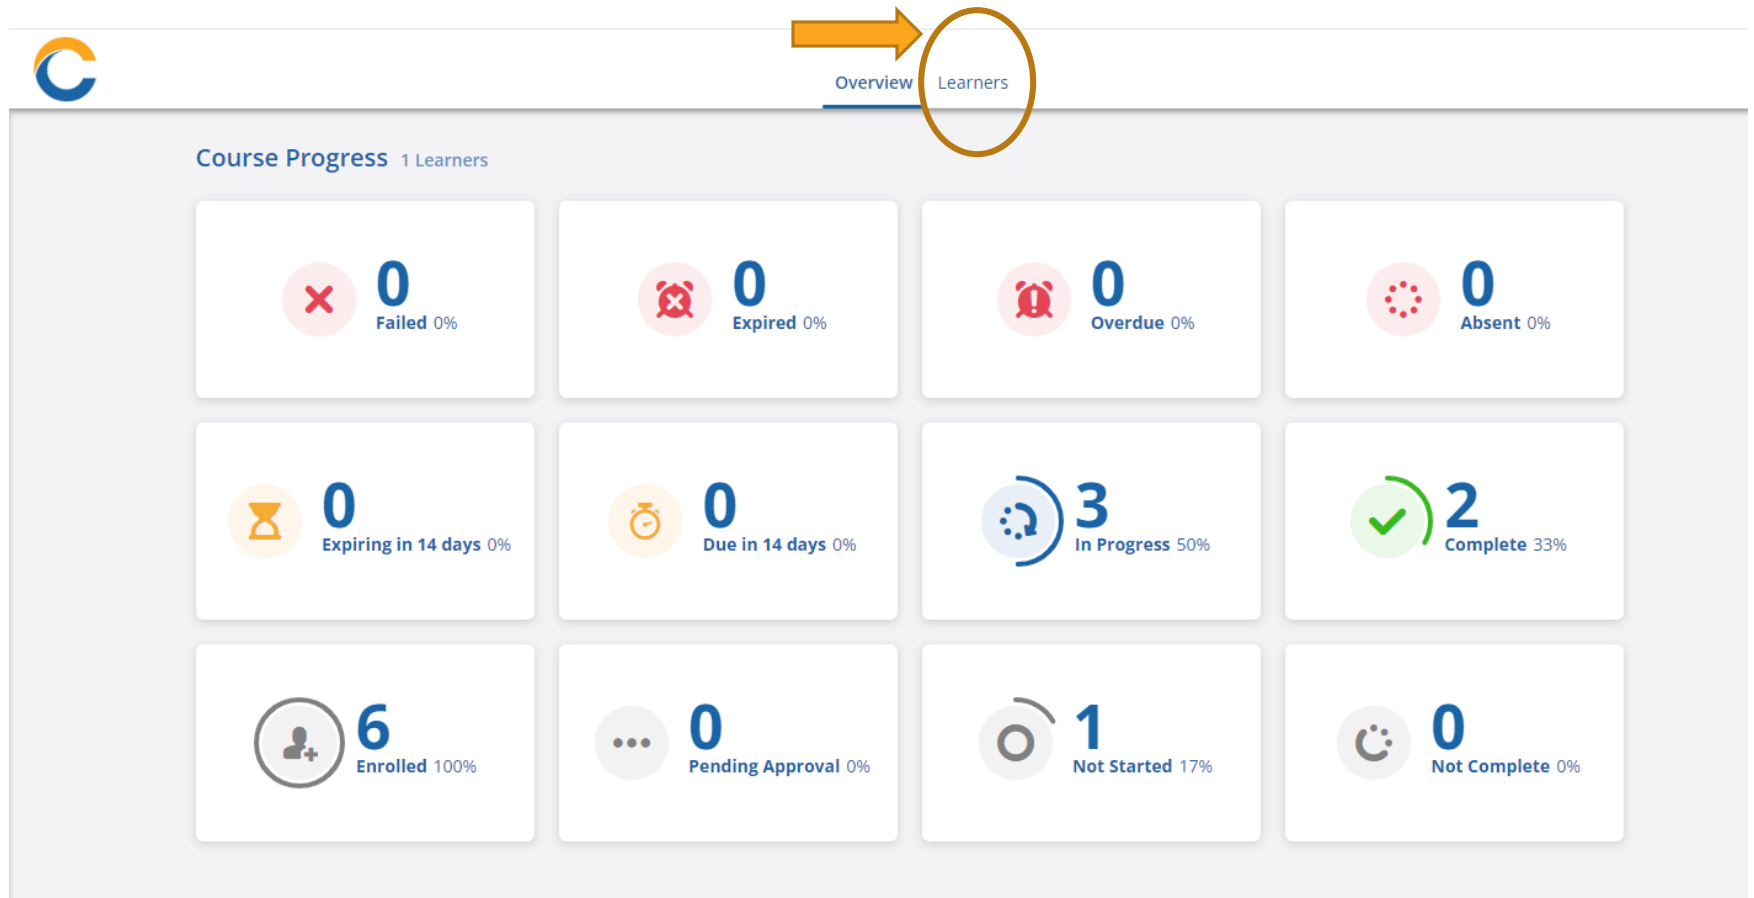 Overview Learners
Course Progress 1 Learners
0
Failed 0%
0
Expired 0%
0
Overdue 0%
0
Absent 0%
0
Expiring in 14 days 0%
0
Due in 14 days 0%
3
In Progress 50%
2
Complete 33%
6
Enrolled 100%
0
Pending Approval 0%
1
Not Started 17%
0
Not Complete 0%